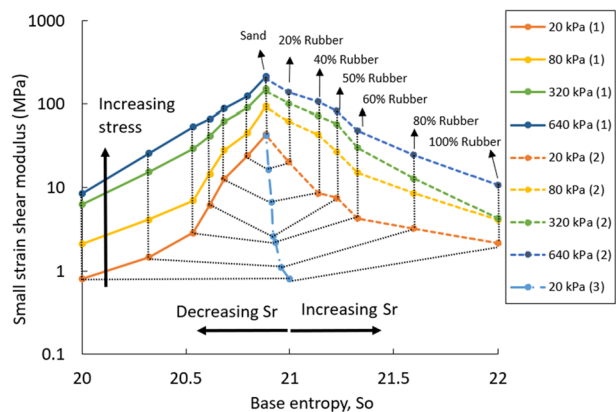 Small strain shear modulus (MPa)
1000
100
10
1
0.1
20
20.5
21
21.5
22
Base entropy, So
Increasing
stress
Sand
20% Rubber
40% Rubber
50% Rubber
60% Rubber
80% Rubber
100% Rubber
Decreasing Sr
Increasing Sr
20 kPa (1)
80 kPa (1)
320 kPa (1)
640 kPa (1)
20 kPa (2)
80 kPa (2)
320 kPa (2)
640 kPa (2)
20 kPa (3)